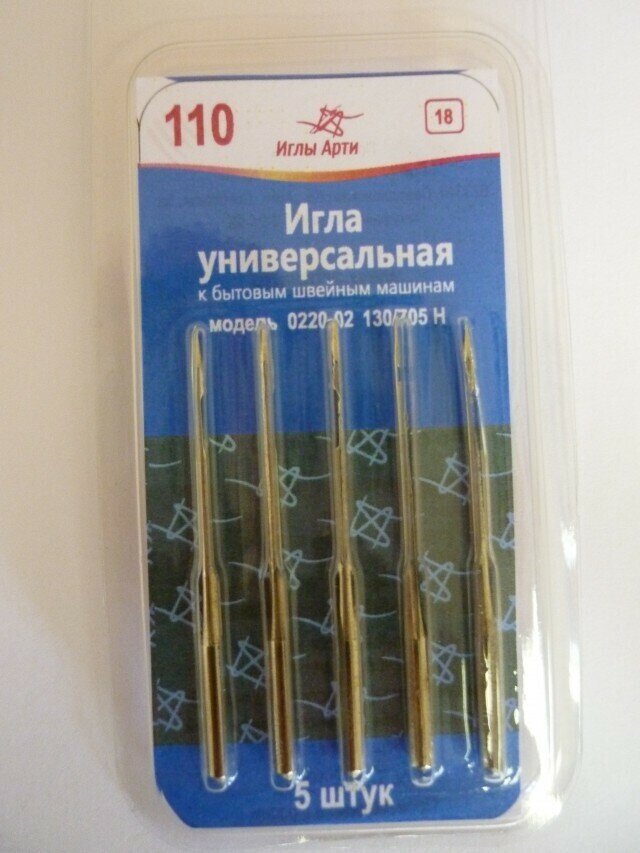 110
Иглы Арти
18
Игла
универсальная
к бытовым швейным машинам
модель 0220-02 130/705 H
5 штук